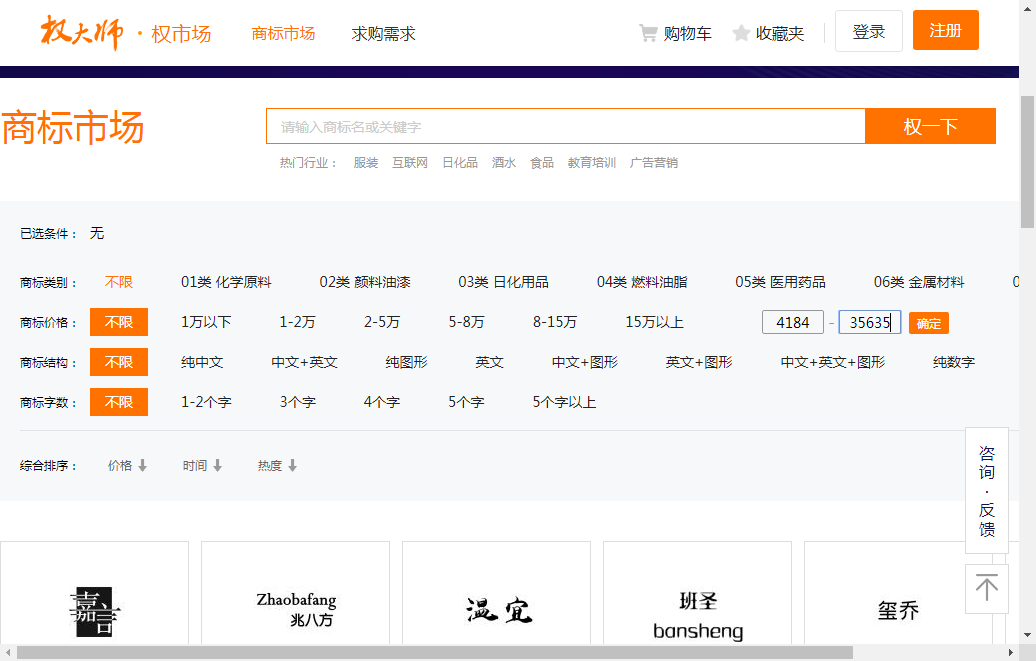 权大师 · 权市场 商标市场 求购需求 购物车 收藏夹 登录 注册
商标市场 请输入商标名或关键字 权一下
热门行业： 服装 互联网 日化品 酒水 食品 教育培训 广告营销
已选条件： 无
商标类别： 不限 01类 化学原料 02类 颜料油漆 03类 日化用品 04类 燃料油脂 05类 医用药品 06类 金属材料 0
商标价格： 不限 1万以下 1-2万 2-5万 5-8万 8-15万 15万以上 4184 - 35635 确定
商标结构： 不限 纯中文 中文+英文 纯图形 英文 中文+图形 英文+图形 中文+英文+图形 纯数字
商标字数： 不限 1-2个字 3个字 4个字 5个字 5个字以上
综合排序： 价格 时间 热度
咨询·反馈
嘉言
Zhaobafang
兆八方
温宜
班圣
bansheng
玺乔